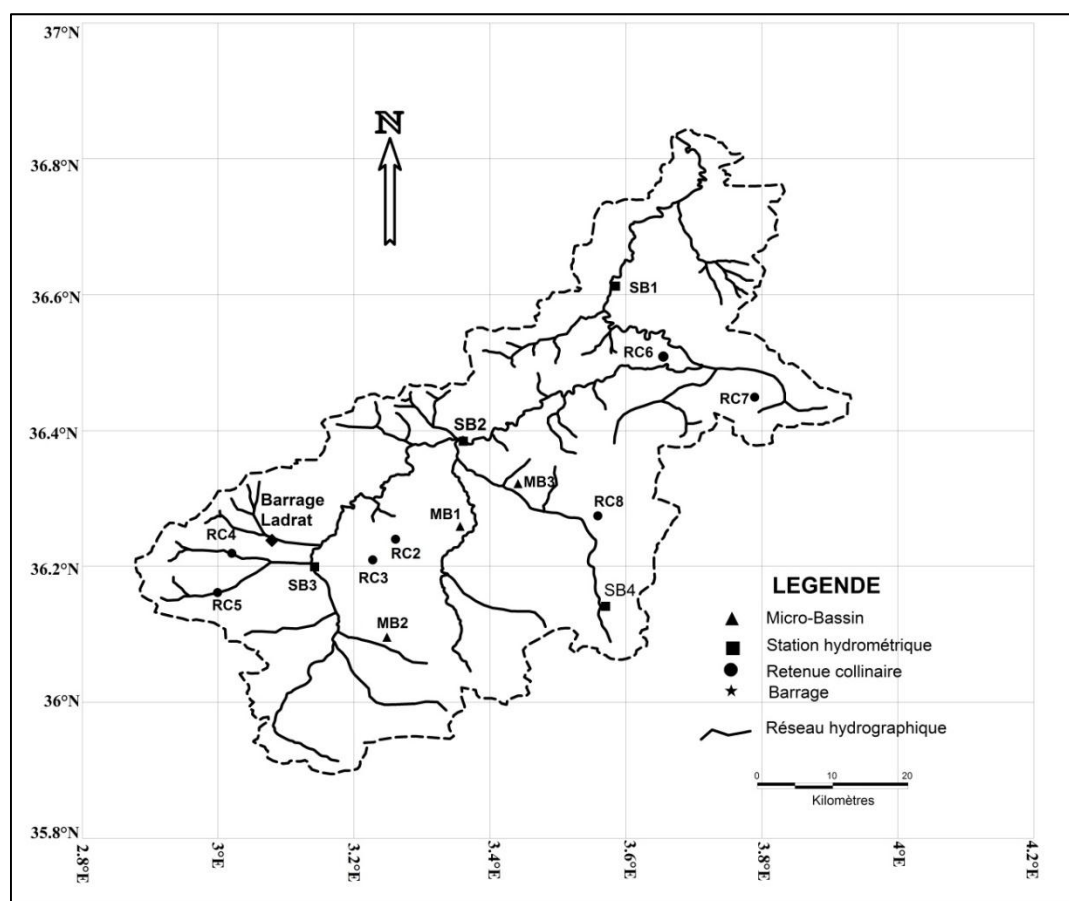 37°N
36.8°N
36.6°N
36.4°N
36.2°N
36°N
35.8°N
N
SB1
RC6
RC7
SB2
MB3
Barrage
Ladrat
RC4
MB1
RC8
RC2
RC3
SB3
RC5
SB4
MB2
LEGENDE
Micro-Bassin
Station hydrométrique
Retenue collinaire
Barrage
Réseau hydrographique
0 10 20
Kilomètres
2.8°E 3°E 3.2°E 3.4°E 3.6°E 3.8°E 4°E 4.2°E